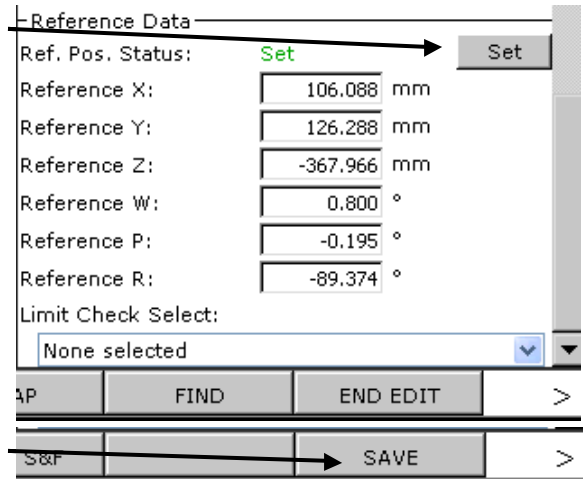 Reference Data
Ref. Pos. Status: Set Set
Reference X: 106.088 mm
Reference Y: 126.288 mm
Reference Z: -367.966 mm
Reference W: 0.800 °
Reference P: -0.195 °
Reference R: -89.374 °
Limit Check Select:
None selected
AP FIND END EDIT >
S&F SAVE >